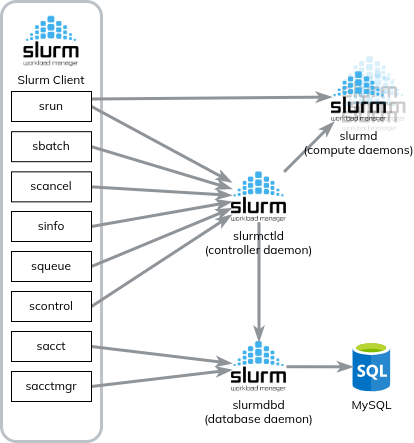 slurm
workload manager
Slurm Client
srun
sbatch
scancel
sinfo
squeue
scontrol
sacct
sacctmgr
slurm
workload manager
slurmd
(compute daemons)
slurm
workload manager
slurmctld
(controller daemon)
slurm
workload manager
slurmdbd
(database daemon)
SQL
MySQL